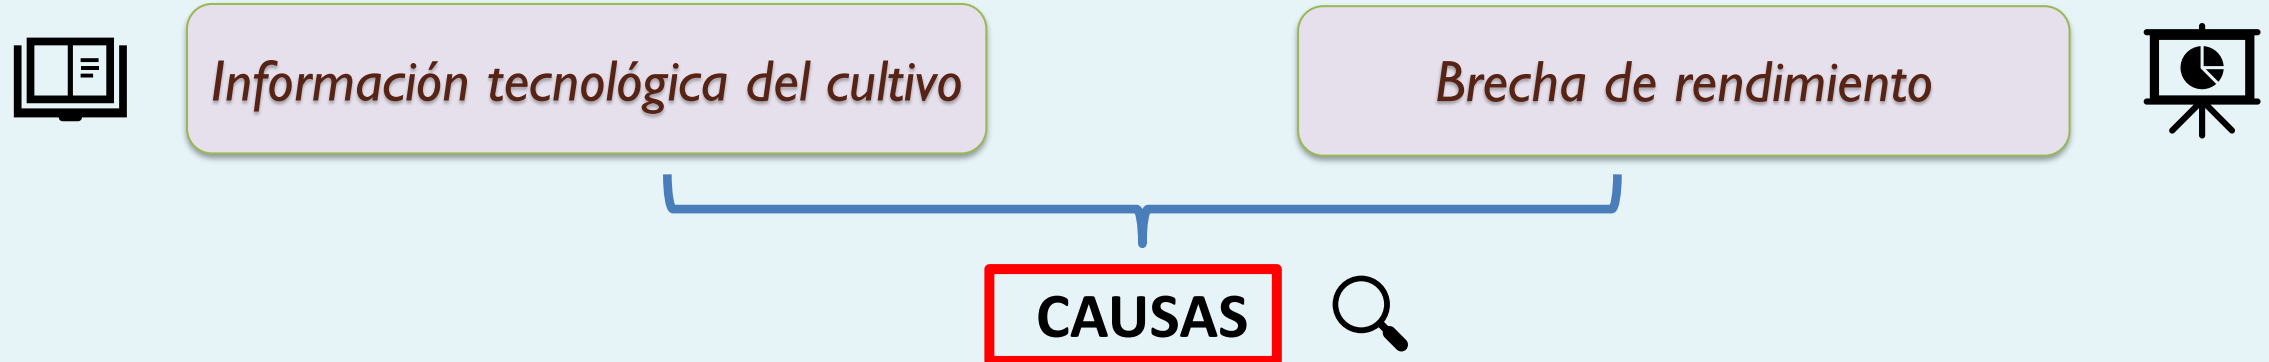 Información tecnológica del cultivo
Brecha de rendimiento
CAUSAS